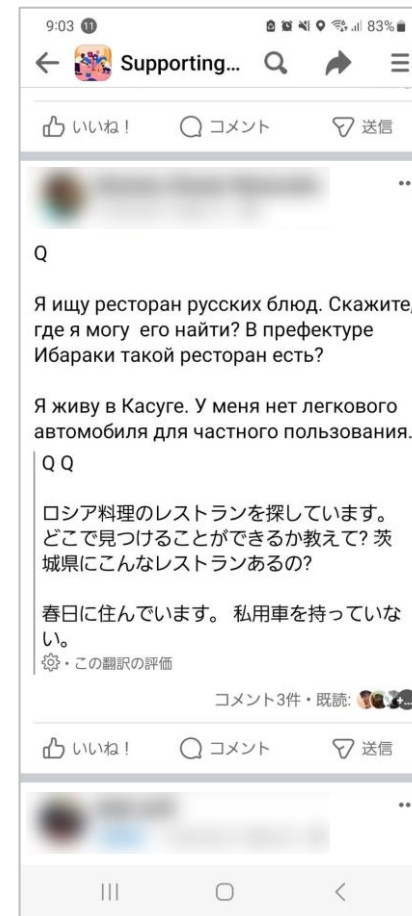 9:03 11 83%
Supporting...
いいね! コメント 送信
Q
Я ищу ресторан русских блюд. Скажите,
где я могу его найти? В префектуре
Ибараки такой ресторан есть?
Я живу в Касуге. У меня нет легкового
автомобиля для частного пользования.
Q Q
ロシア料理のレストランを探しています。
どこで見つけることができるか教えて? 茨
城県にこんなレストランあるの?
春日に住んでいます。 私用車を持っていな
い。
・この翻訳の評価
コメント3件・既読:
いいね! コメント 送信